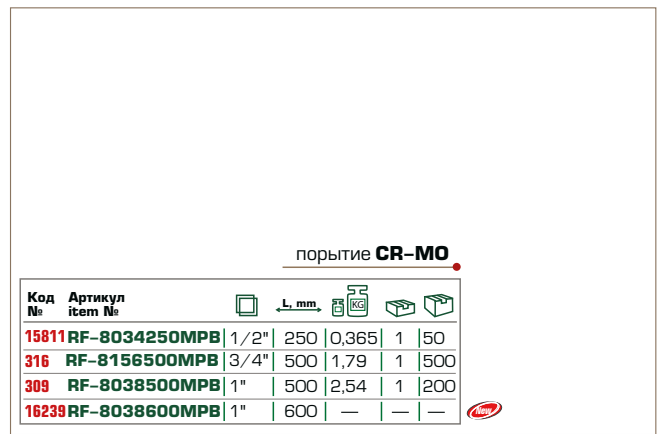 порытие CR-MO
Код Артикул
№ item № L, mm KG
15811 RF-8034250MPB 1/2" 250 0,365 1 50
316 RF-8156500MPB 3/4" 500 1,79 1 500
309 RF-8038500MPB 1" 500 2,54 1 200
16239 RF-8038600MPB 1" 600 — — — New